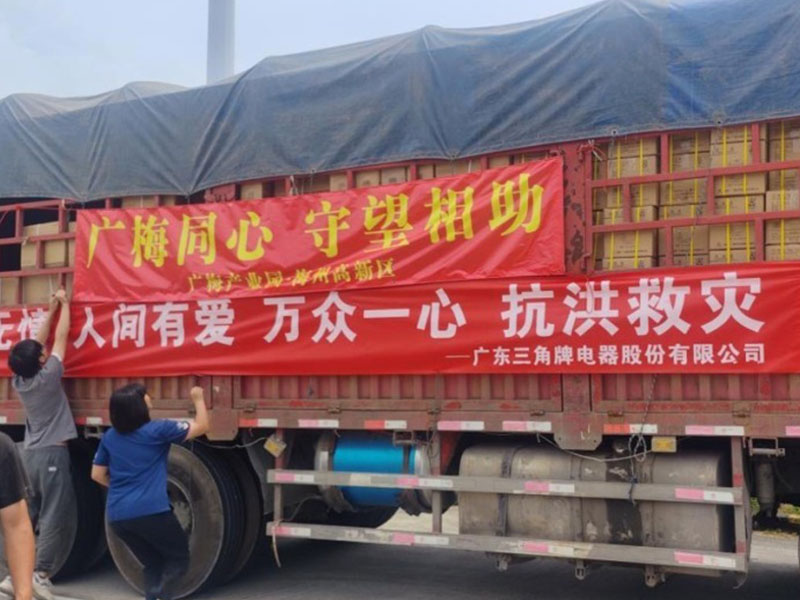 广梅同心 守望相助
广梅产业园·梅州高新区
无情 人间有爱 万众一心 抗洪救灾
——广东三角牌电器股份有限公司